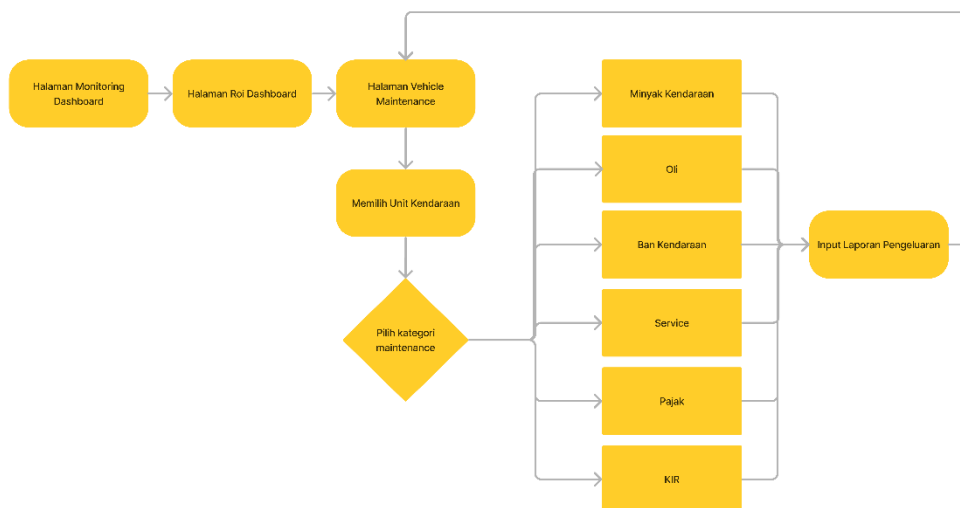 Halaman Monitoring
Dashboard
Halaman Roi Dashboard
Halaman Vehicle
Maintenance
Memilih Unit Kendaraan
Pilih kategori
maintenance
Minyak Kendaraan
Oli
Ban Kendaraan
Service
Pajak
KIR
Input Laporan Pengeluaran